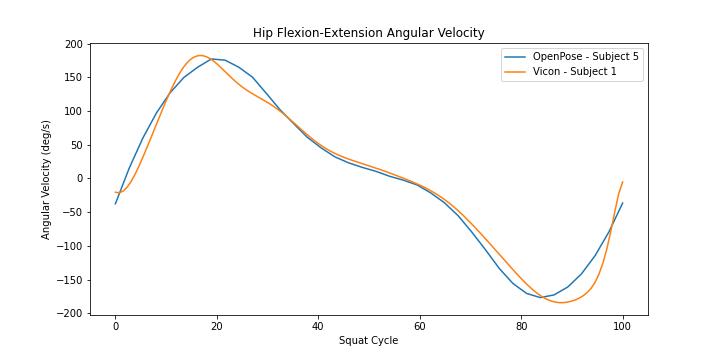 Hip Flexion-Extension Angular Velocity
OpenPose - Subject 5
Vicon - Subject 1
200
150
100
50
0
−50
−100
−150
−200
Angular Velocity (deg/s)
0 20 40 60 80 100
Squat Cycle